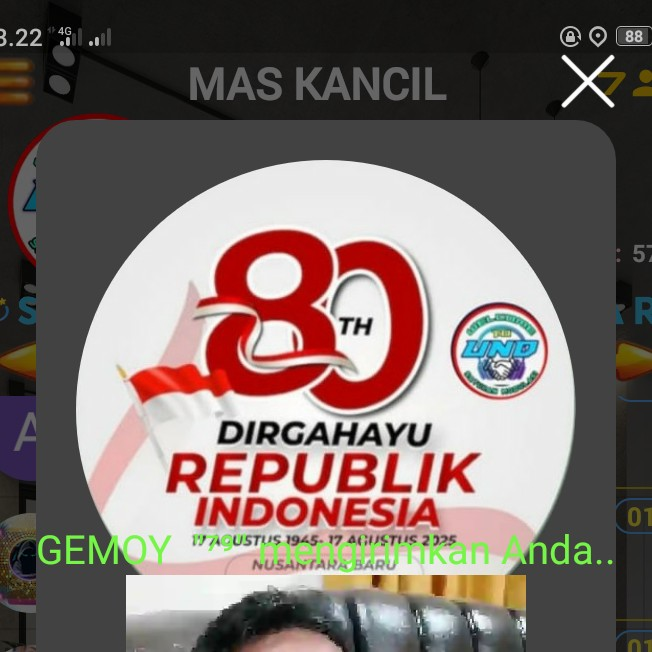 3.22 4G 88
MAS KANCIL
80
TH
UND
DIRGAHAYU
REPUBLIK
INDONESIA
17 AGUSTUS 1945- 17 AGUSTUS 2025
GEMOY "79" mengirimkan Anda..
NUSANTARA BARU
: 57
S
R
A
01
01